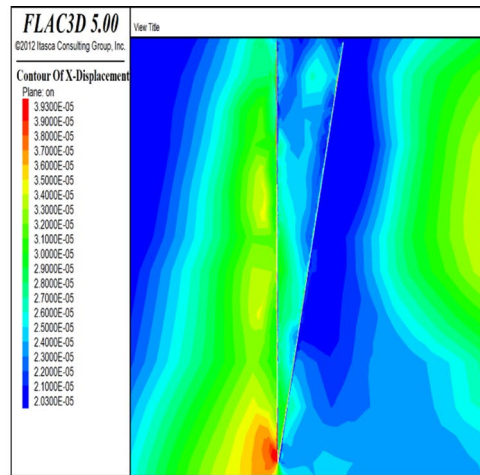 FLAC3D 5.00
©2012 Itasca Consulting Group, Inc.
View Title
Contour Of X-Displacement
Plane: on
3.9300E-05
3.9000E-05
3.8000E-05
3.7000E-05
3.6000E-05
3.5000E-05
3.4000E-05
3.3000E-05
3.2000E-05
3.1000E-05
3.0000E-05
2.9000E-05
2.8000E-05
2.7000E-05
2.6000E-05
2.5000E-05
2.4000E-05
2.3000E-05
2.2000E-05
2.1000E-05
2.0300E-05